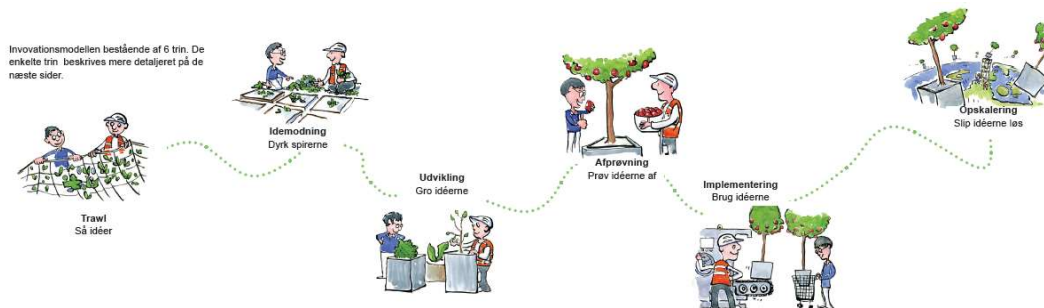 Invovationsmodellen bestående af 6 trin. De
enkelte trin beskrives mere detaljeret på de
næste sider.
Trawl
Så idéer
Idemodning
Dyrk spirerne
Udvikling
Gro idéerne
Afprøvning
Prøv idéerne af
Implementering
Brug idéerne
Opskalering
Slip idéerne løs